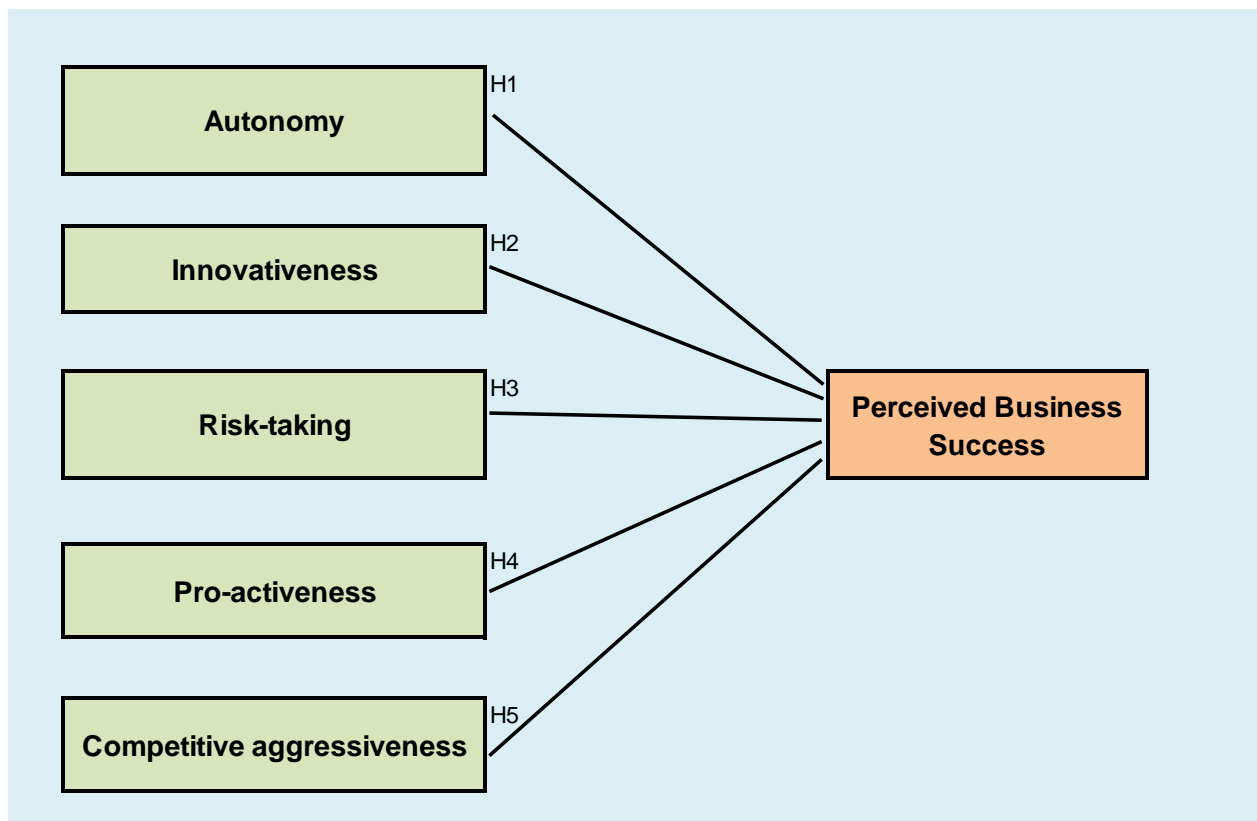 H1
Autonomy
H2
Innovativeness
H3
Risk-taking
Perceived Business
Success
H4
Pro-activeness
H5
Competitive aggressiveness